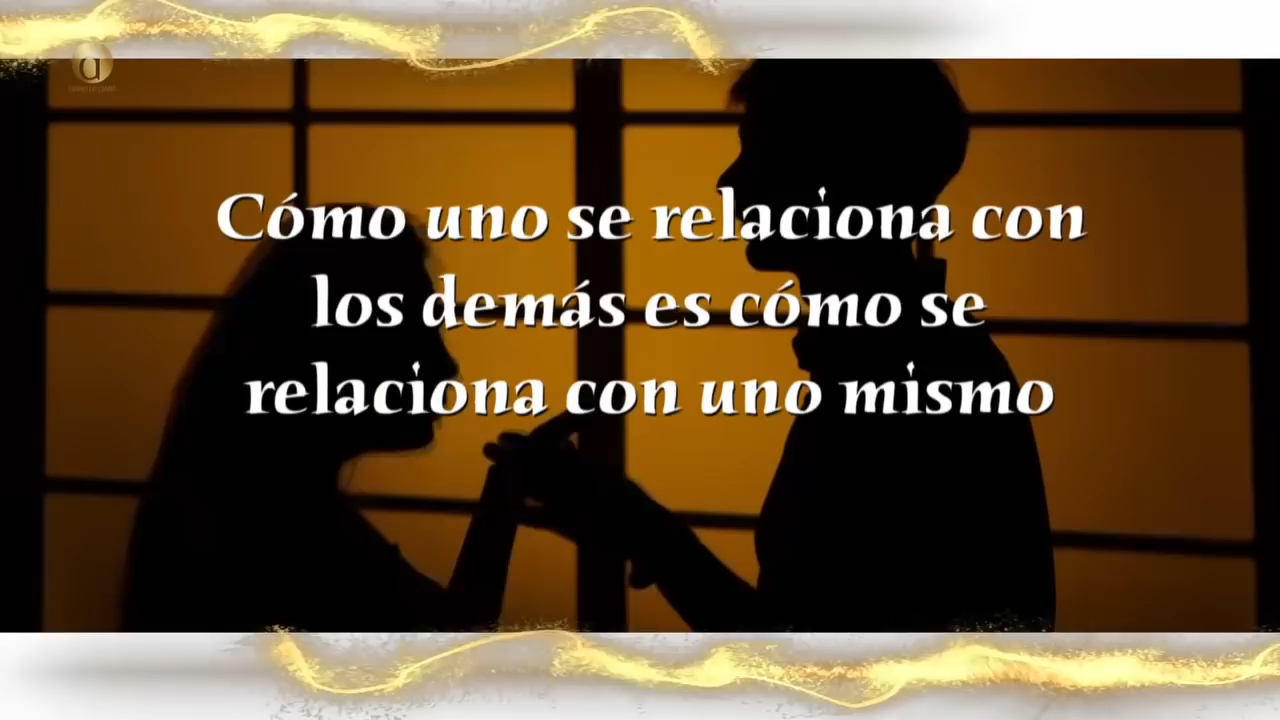 Cómo uno se relaciona con
los demás es cómo se
relaciona con uno mismo